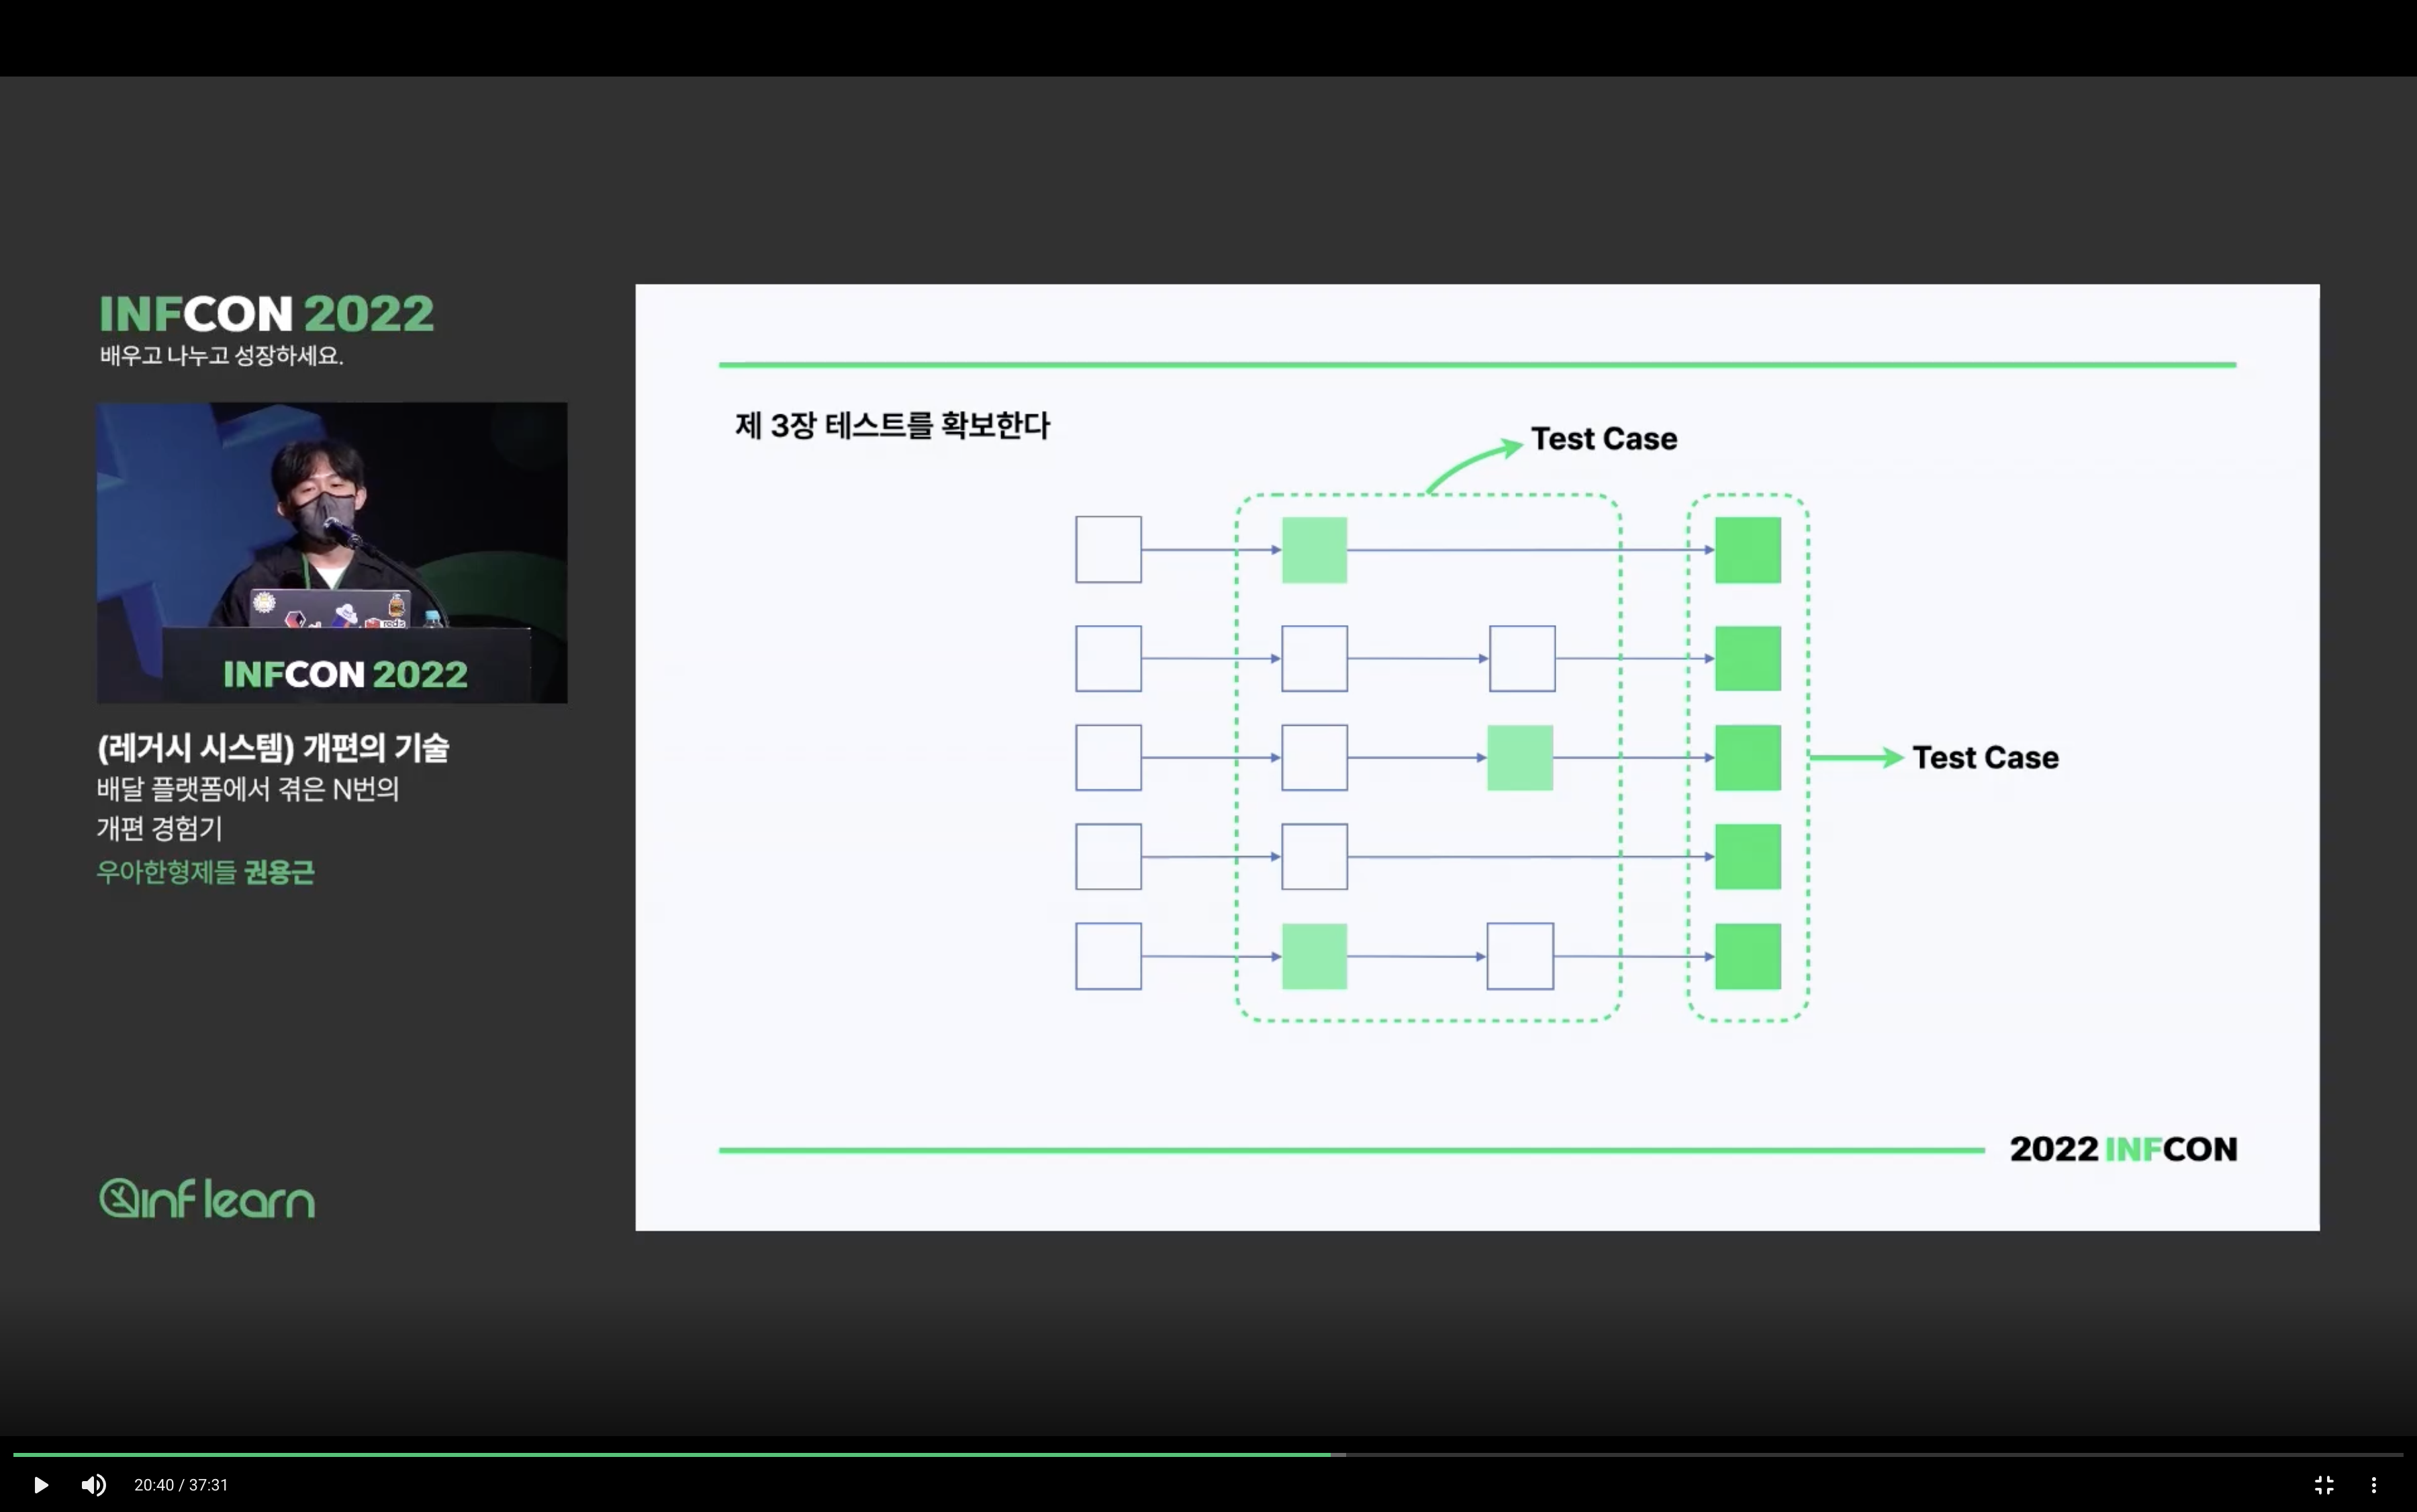 INFCON 2022
배우고 나누고 성장하세요.
redis
INFCON 2022
(레거시 시스템) 개편의 기술
배달 플랫폼에서 겪은 N번의
개편 경험기
우아한형제들 권용근
inflearn
제 3장 테스트를 확보한다
Test Case
Test Case
2022 INFCON
20:40 / 37:31